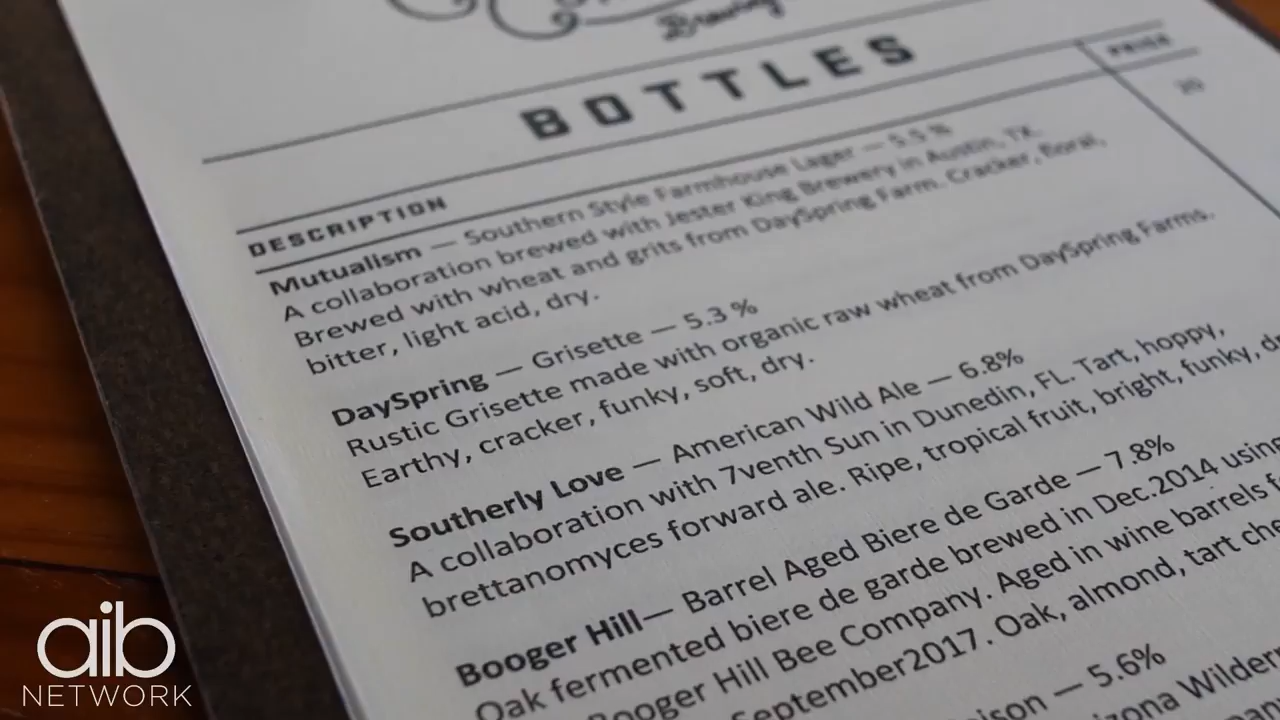 Brewing
BOTTLES
PRICE
DESCRIPTION
20
Mutualism — Southern Style Farmhouse Lager — 5.5 %
A collaboration brewed with Jester King Brewery in Austin, TX.
Brewed with wheat and grits from DaySpring Farm. Cracker, floral,
bitter, light acid, dry.
DaySpring — Grisette — 5.3 %
Rustic Grisette made with organic raw wheat from DaySpring Farms.
Earthy, cracker, funky, soft, dry.
Southerly Love — American Wild Ale — 6.8%
A collaboration with 7venth Sun in Dunedin, FL. Tart, hoppy,
brettanomyces forward ale. Ripe, tropical fruit, bright, funky,
Booger Hill— Barrel Aged Biere de Garde — 7.8%
Oak fermented biere de garde brewed in Dec.2014 using
Booger Hill Bee Company. Aged in wine barrels
September2017. Oak, almond, tart
— 5.6%
aib
NETWORK